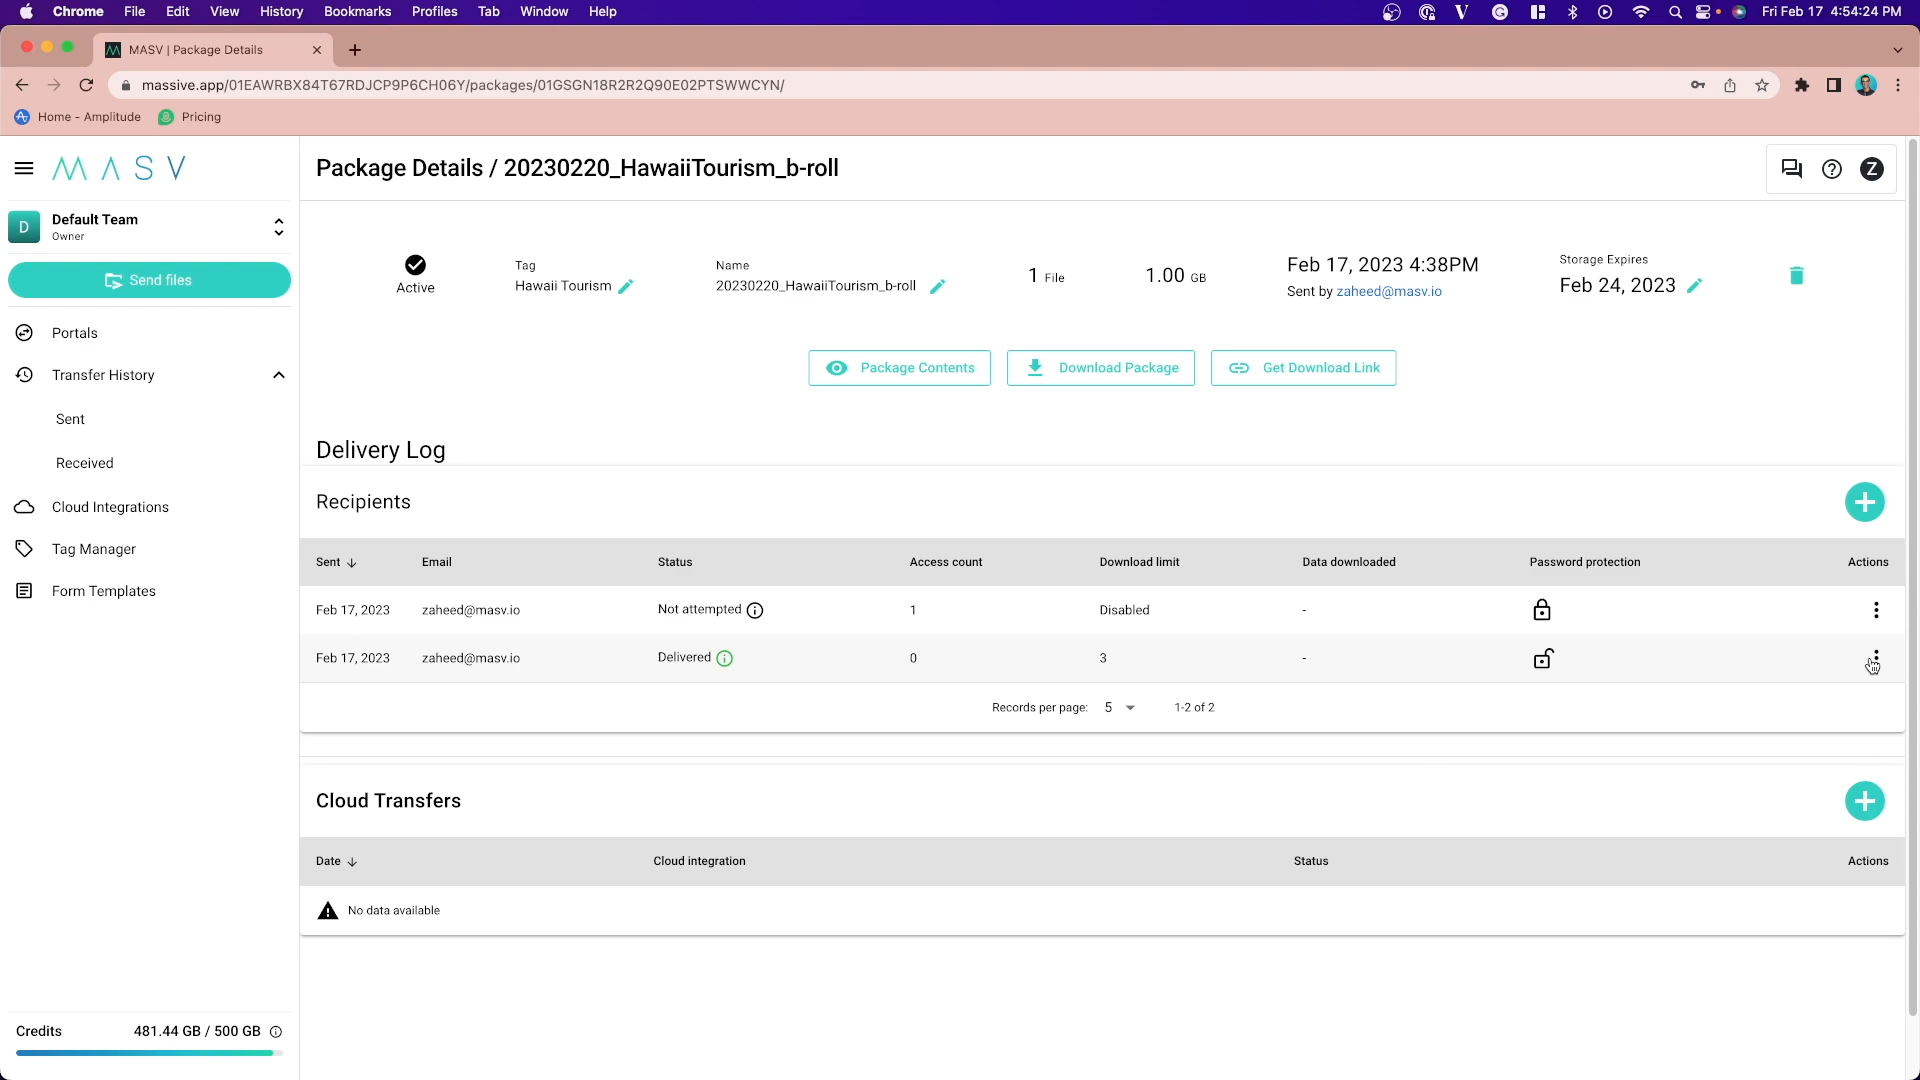 Chrome File Edit View History Bookmarks Profiles Tab Window Help Fri Feb 17 4:54:24 PM
MASV | Package Details
massive.app/01EAWRBX84T67RDJCP9P6CH06Y/packages/01GSGN18R2R2Q90E02PTSWWCYN/
Home - Amplitude Pricing
MASV
Package Details / 20230220_HawaiiTourism_b-roll
Z
D
Default Team
Owner
Send files
Portals
Transfer History
Sent
Received
Cloud Integrations
Tag Manager
Form Templates
Credits 481.44 GB / 500 GB
Active
Tag
Hawaii Tourism
Name
20230220_HawaiiTourism_b-roll
1 File
1.00 GB
Feb 17, 2023 4:38PM
Sent by zaheed@masv.io
Storage Expires
Feb 24, 2023
Package Contents Download Package Get Download Link
Delivery Log
Recipients
Sent Email Status Access count Download limit Data downloaded Password protection Actions
Feb 17, 2023 zaheed@masv.io Not attempted 1 Disabled -
Feb 17, 2023 zaheed@masv.io Delivered 0 3 -
Records per page: 5 1-2 of 2
Cloud Transfers
Date Cloud integration Status Actions
No data available